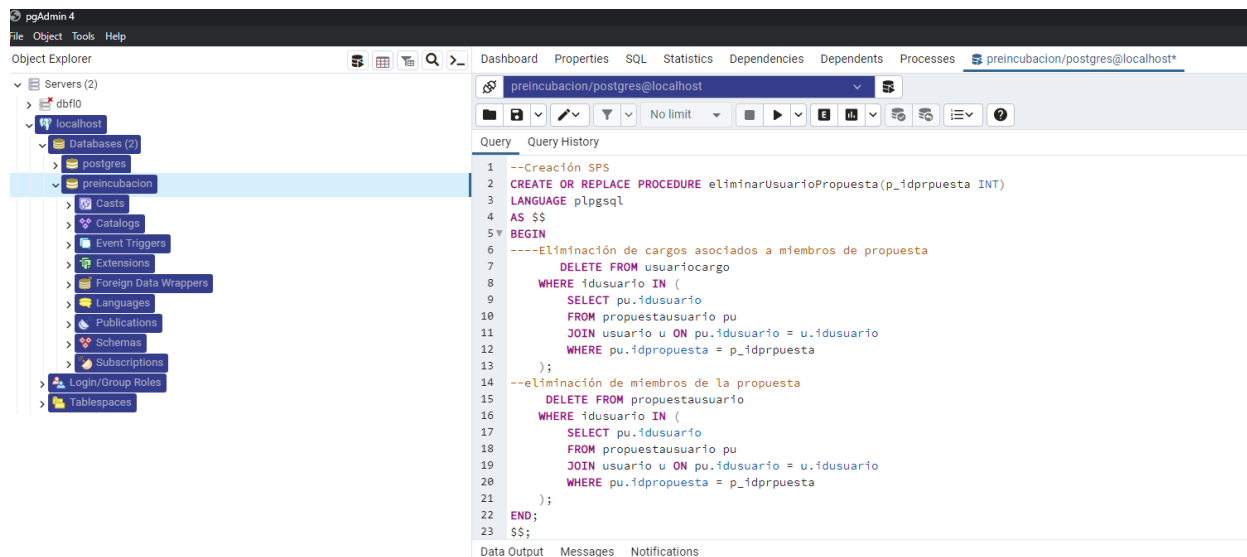 pgAdmin 4
File Object Tools Help
Object Explorer
Dashboard Properties SQL Statistics Dependencies Dependents Processes preincubacion/postgres@localhost*
Servers (2)
dbfl0
localhost
Databases (2)
postgres
preincubacion
Casts
Catalogs
Event Triggers
Extensions
Foreign Data Wrappers
Languages
Publications
Schemas
Subscriptions
Login/Group Roles
Tablespaces
preincubacion/postgres@localhost
No limit
Query Query History
1 --Creación SPS
2 CREATE OR REPLACE PROCEDURE eliminarUsuarioPropuesta(p_idprpuesta INT)
3 LANGUAGE plpgsql
4 AS $$
5 BEGIN
6 ----Eliminación de cargos asociados a miembros de propuesta
7 DELETE FROM usuariocargo
8 WHERE idusuario IN (
9 SELECT pu.idusuario
10 FROM propuestausuario pu
11 JOIN usuario u ON pu.idusuario = u.idusuario
12 WHERE pu.idpropuesta = p_idprpuesta
13 );
14 --eliminación de miembros de la propuesta
15 DELETE FROM propuestausuario
16 WHERE idusuario IN (
17 SELECT pu.idusuario
18 FROM propuestausuario pu
19 JOIN usuario u ON pu.idusuario = u.idusuario
20 WHERE pu.idpropuesta = p_idprpuesta
21 );
22 END;
23 $$;
Data Output Messages Notifications